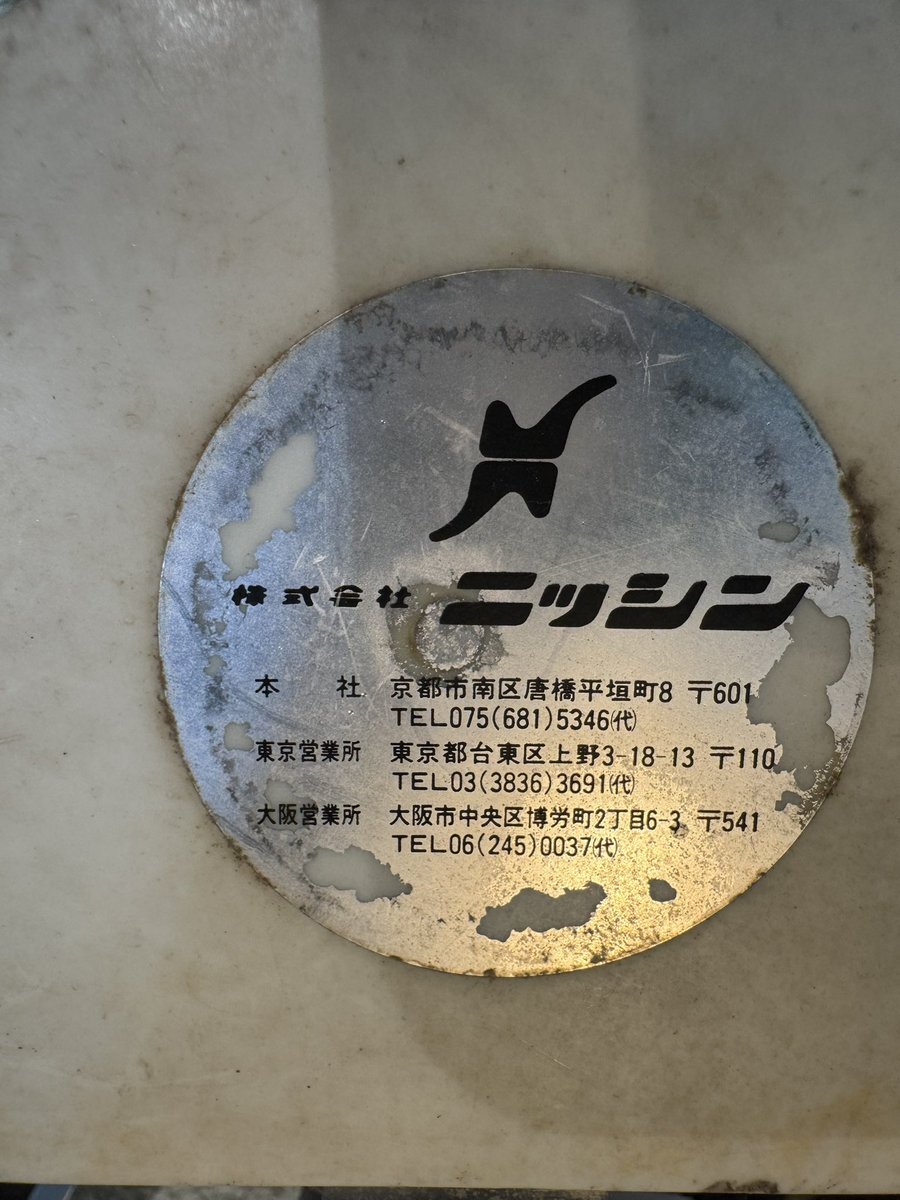 株式会社 ニッシン
本 社 京都市南区唐橋平垣町8 〒601
TEL075(681)5346㈹
東京営業所 東京都台東区上野3-18-13 〒110
TEL03(3836)3691㈹
大阪営業所 大阪市中央区博労町2丁目6-3 〒541
TEL06(245)0037㈹